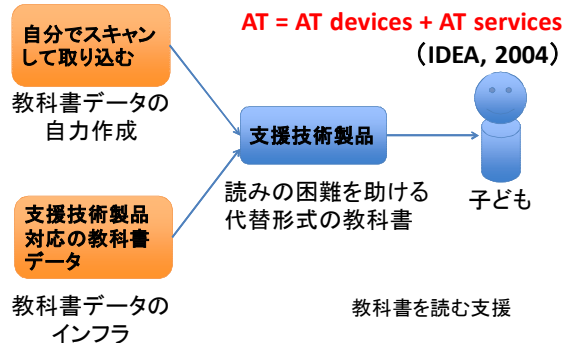 自分でスキャン
して取り込む
教科書データの
自力作成
AT = AT devices + AT services
（IDEA, 2004）
支援技術製品
読みの困難を助ける
代替形式の教科書
子ども
支援技術製品
対応の教科書
データ
教科書データの
インフラ
教科書を読む支援